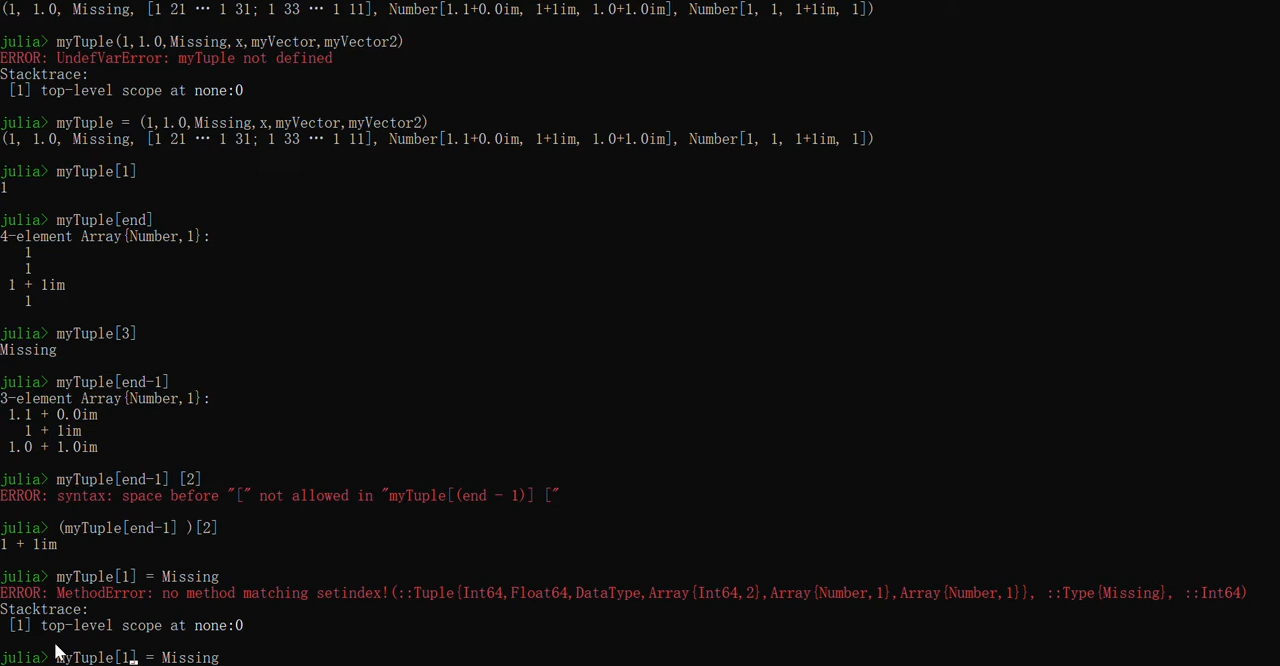 (1, 1.0, Missing, [1 21 … 1 31; 1 33 … 1 11], Number[1.1+0.0im, 1+1im, 1.0+1.0im], Number[1, 1, 1+1im, 1])
julia> myTuple(1,1.0,Missing,x,myVector,myVector2)
ERROR: UndefVarError: myTuple not defined
Stacktrace:
[1] top-level scope at none:0
julia> myTuple = (1,1.0,Missing,x,myVector,myVector2)
(1, 1.0, Missing, [1 21 … 1 31; 1 33 … 1 11], Number[1.1+0.0im, 1+1im, 1.0+1.0im], Number[1, 1, 1+1im, 1])
julia> myTuple[1]
1
julia> myTuple[end]
4-element Array{Number,1}:
1
1
1 + 1im
1
julia> myTuple[3]
Missing
julia> myTuple[end-1]
3-element Array{Number,1}:
1.1 + 0.0im
1 + 1im
1.0 + 1.0im
julia> myTuple[end-1] [2]
ERROR: syntax: space before "[" not allowed in "myTuple[(end - 1)] ["
julia> (myTuple[end-1] )[2]
1 + 1im
julia> myTuple[1] = Missing
ERROR: MethodError: no method matching setindex!(::Tuple{Int64,Float64,DataType,Array{Int64,2},Array{Number,1},Array{Number,1}}, ::Type{Missing}, ::Int64)
Stacktrace:
[1] top-level scope at none:0
julia> myTuple[1] = Missing